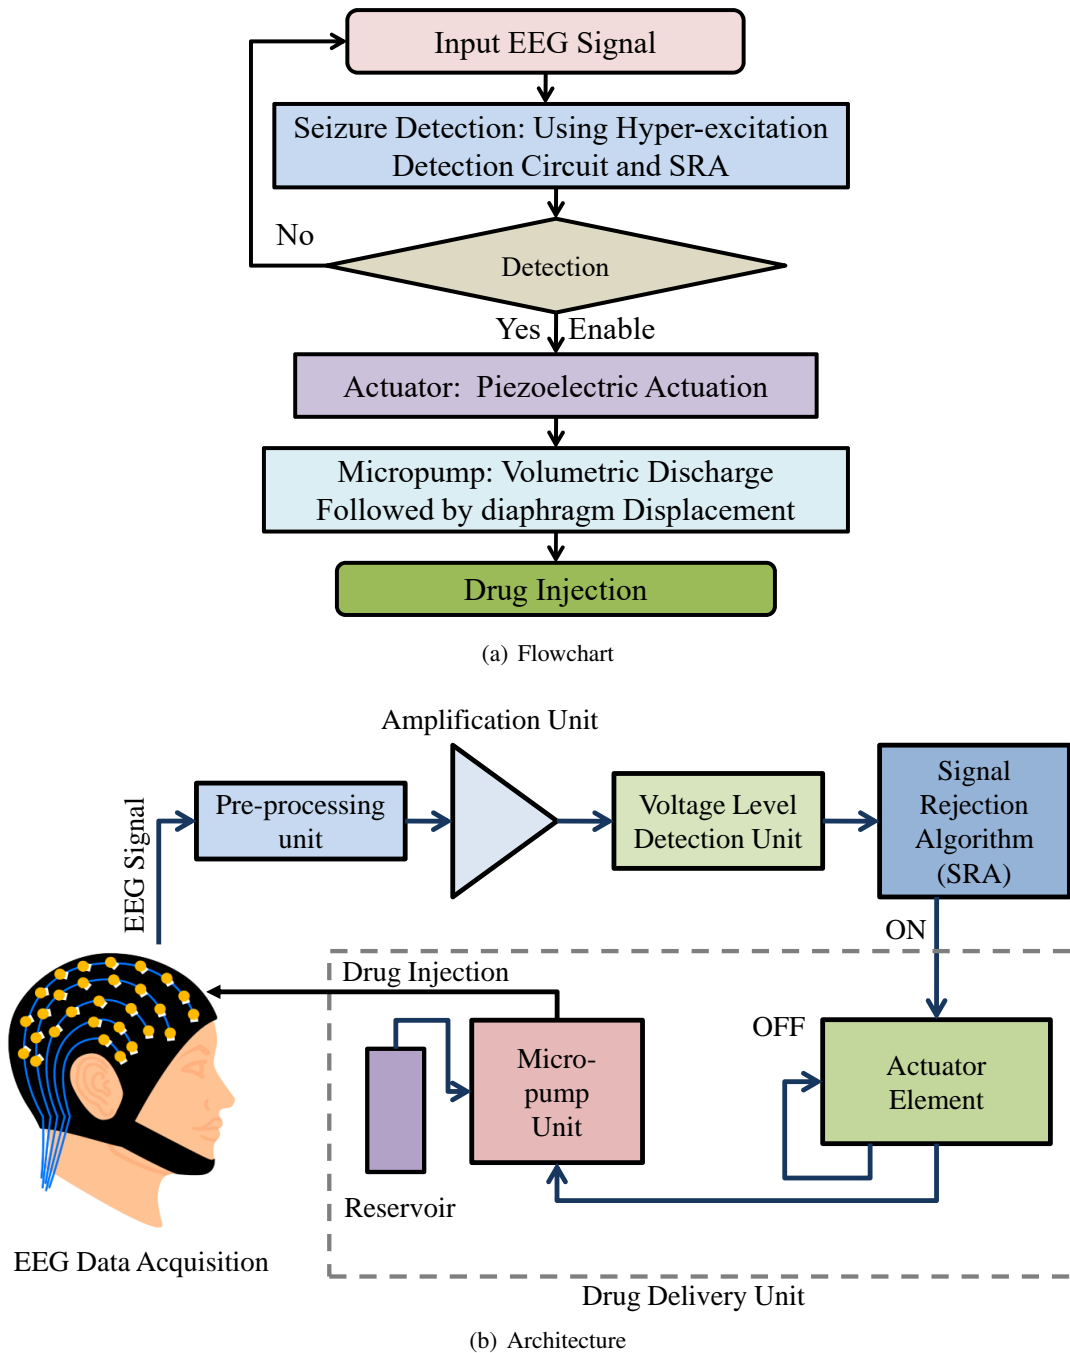 Input EEG Signal
Seizure Detection: Using Hyper-excitation
Detection Circuit and SRA
No
Detection
Yes Enable
Actuator: Piezoelectric Actuation
Micropump: Volumetric Discharge
Followed by diaphragm Displacement
Drug Injection
(a) Flowchart
Amplification Unit
EEG Signal
Pre-processing
unit
Voltage Level
Detection Unit
Signal
Rejection
Algorithm
(SRA)
ON
Drug Injection
OFF
Micro-
pump
Unit
Actuator
Element
Reservoir
EEG Data Acquisition
Drug Delivery Unit
(b) Architecture